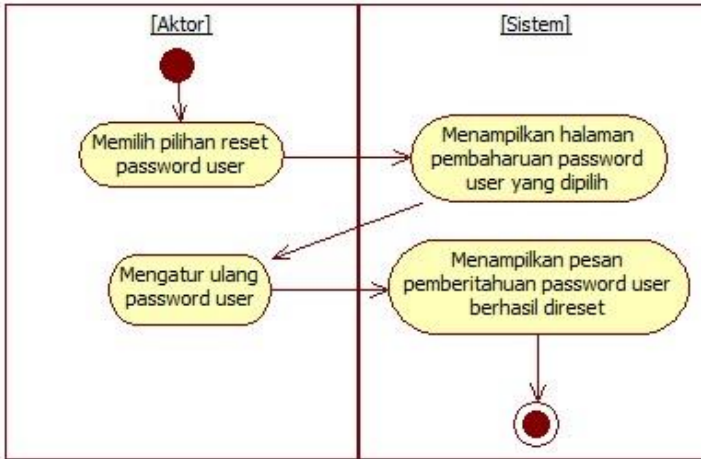 [Aktor]
[Sistem]
Memilih pilihan reset
password user
Menampilkan halaman
pembaharuan password
user yang dipilih
Mengatur ulang
password user
Menampilkan pesan
pemberitahuan password user
berhasil direset